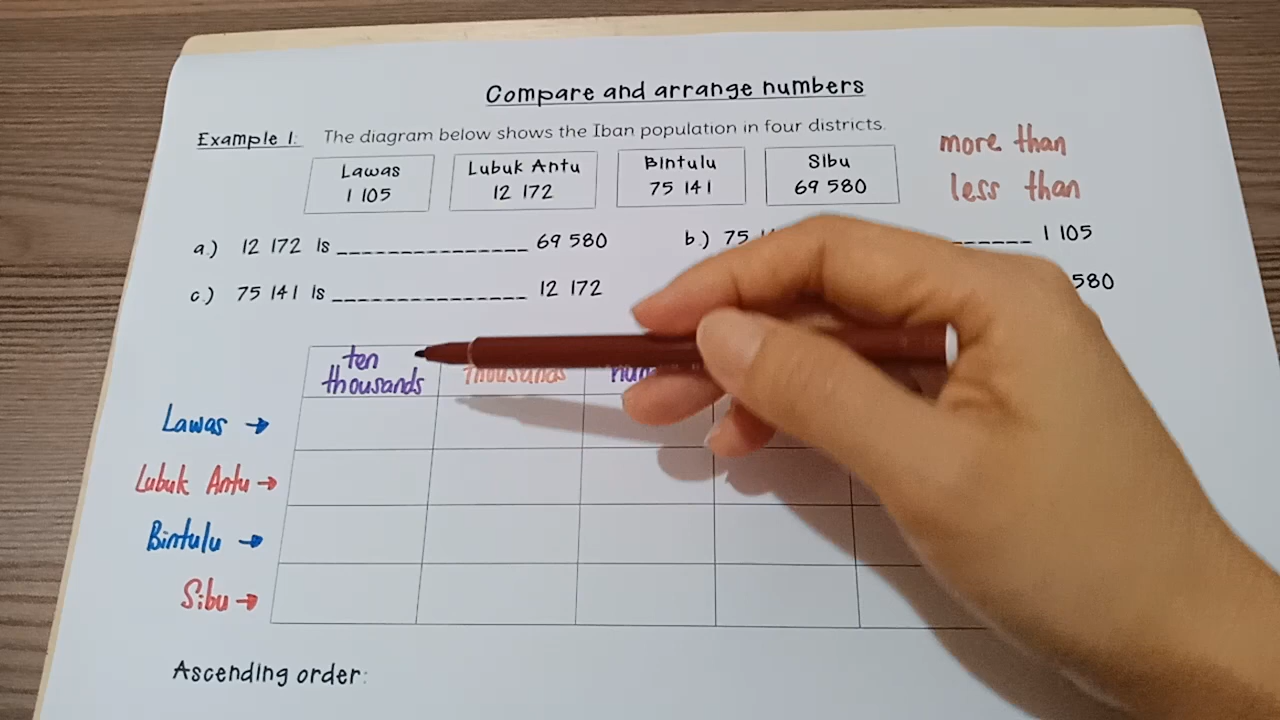 Compare and arrange numbers
Example 1: The diagram below shows the Iban population in four districts.
more than
less than
Lawas
1 105
Lubuk Antu
12 172
Bintulu
75 141
Sibu
69 580
a.) 12 172 is _______________ 69 580
b.) 75 ______ 1 105
c.) 75 141 is _______________ 12 172
580
ten
thousands
thousands
Lawas →
Lubuk Antu →
Bintulu →
Sibu →
Ascending order: